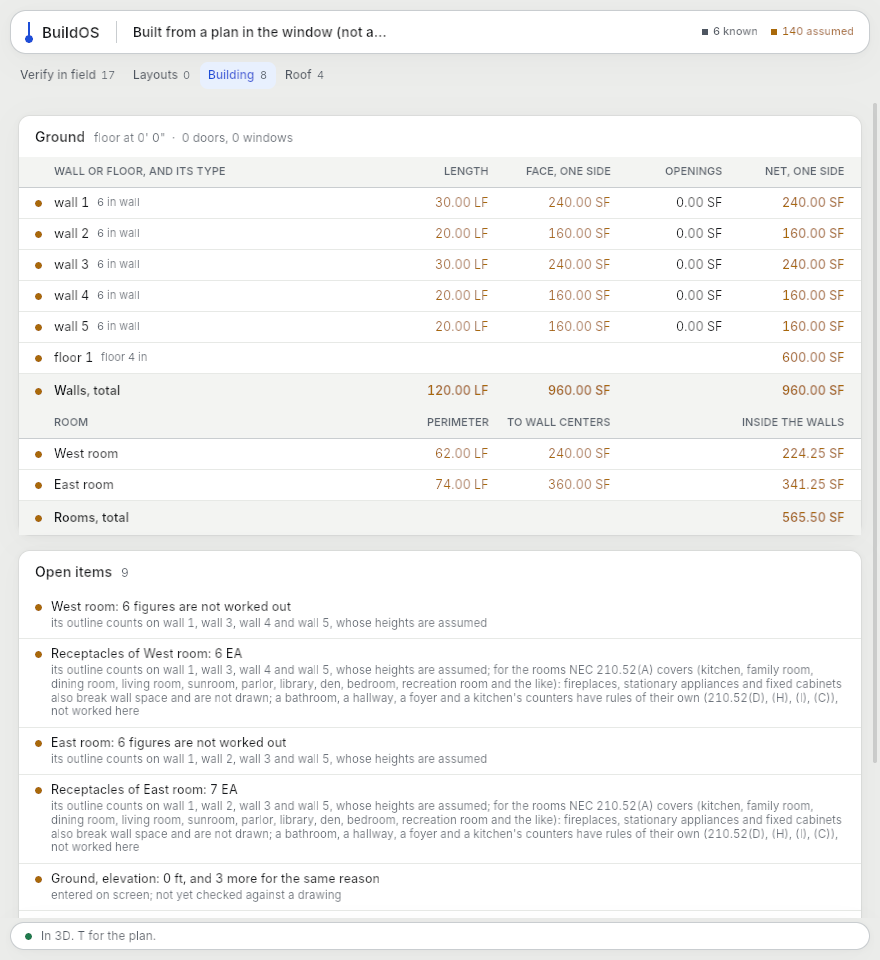 BuildOS
Built from a plan in the window (not a...
6 known
140 assumed
Verify in field 17
Layouts 0
Building 8
Roof 4
Ground floor at 0' 0" · 0 doors, 0 windows
WALL OR FLOOR, AND ITS TYPE LENGTH FACE, ONE SIDE OPENINGS NET, ONE SIDE
wall 1 6 in wall 30.00 LF 240.00 SF 0.00 SF 240.00 SF
wall 2 6 in wall 20.00 LF 160.00 SF 0.00 SF 160.00 SF
wall 3 6 in wall 30.00 LF 240.00 SF 0.00 SF 240.00 SF
wall 4 6 in wall 20.00 LF 160.00 SF 0.00 SF 160.00 SF
wall 5 6 in wall 20.00 LF 160.00 SF 0.00 SF 160.00 SF
floor 1 floor 4 in 600.00 SF
Walls, total 120.00 LF 960.00 SF 960.00 SF
ROOM PERIMETER TO WALL CENTERS INSIDE THE WALLS
West room 62.00 LF 240.00 SF 224.25 SF
East room 74.00 LF 360.00 SF 341.25 SF
Rooms, total 565.50 SF
Open items 9
West room: 6 figures are not worked out
its outline counts on wall 1, wall 3, wall 4 and wall 5, whose heights are assumed
Receptacles of West room: 6 EA
its outline counts on wall 1, wall 3, wall 4 and wall 5, whose heights are assumed; for the rooms NEC 210.52(A) covers (kitchen, family room,
dining room, living room, sunroom, parlor, library, den, bedroom, recreation room and the like): fireplaces, stationary appliances and fixed cabinets
also break wall space and are not drawn; a bathroom, a hallway, a foyer and a kitchen's counters have rules of their own (210.52(D), (H), (I), (C)),
not worked here
East room: 6 figures are not worked out
its outline counts on wall 1, wall 2, wall 3 and wall 5, whose heights are assumed
Receptacles of East room: 7 EA
its outline counts on wall 1, wall 2, wall 3 and wall 5, whose heights are assumed; for the rooms NEC 210.52(A) covers (kitchen, family room,
dining room, living room, sunroom, parlor, library, den, bedroom, recreation room and the like): fireplaces, stationary appliances and fixed cabinets
also break wall space and are not drawn; a bathroom, a hallway, a foyer and a kitchen's counters have rules of their own (210.52(D), (H), (I), (C)),
not worked here
Ground, elevation: 0 ft, and 3 more for the same reason
entered on screen; not yet checked against a drawing
In 3D. T for the plan.